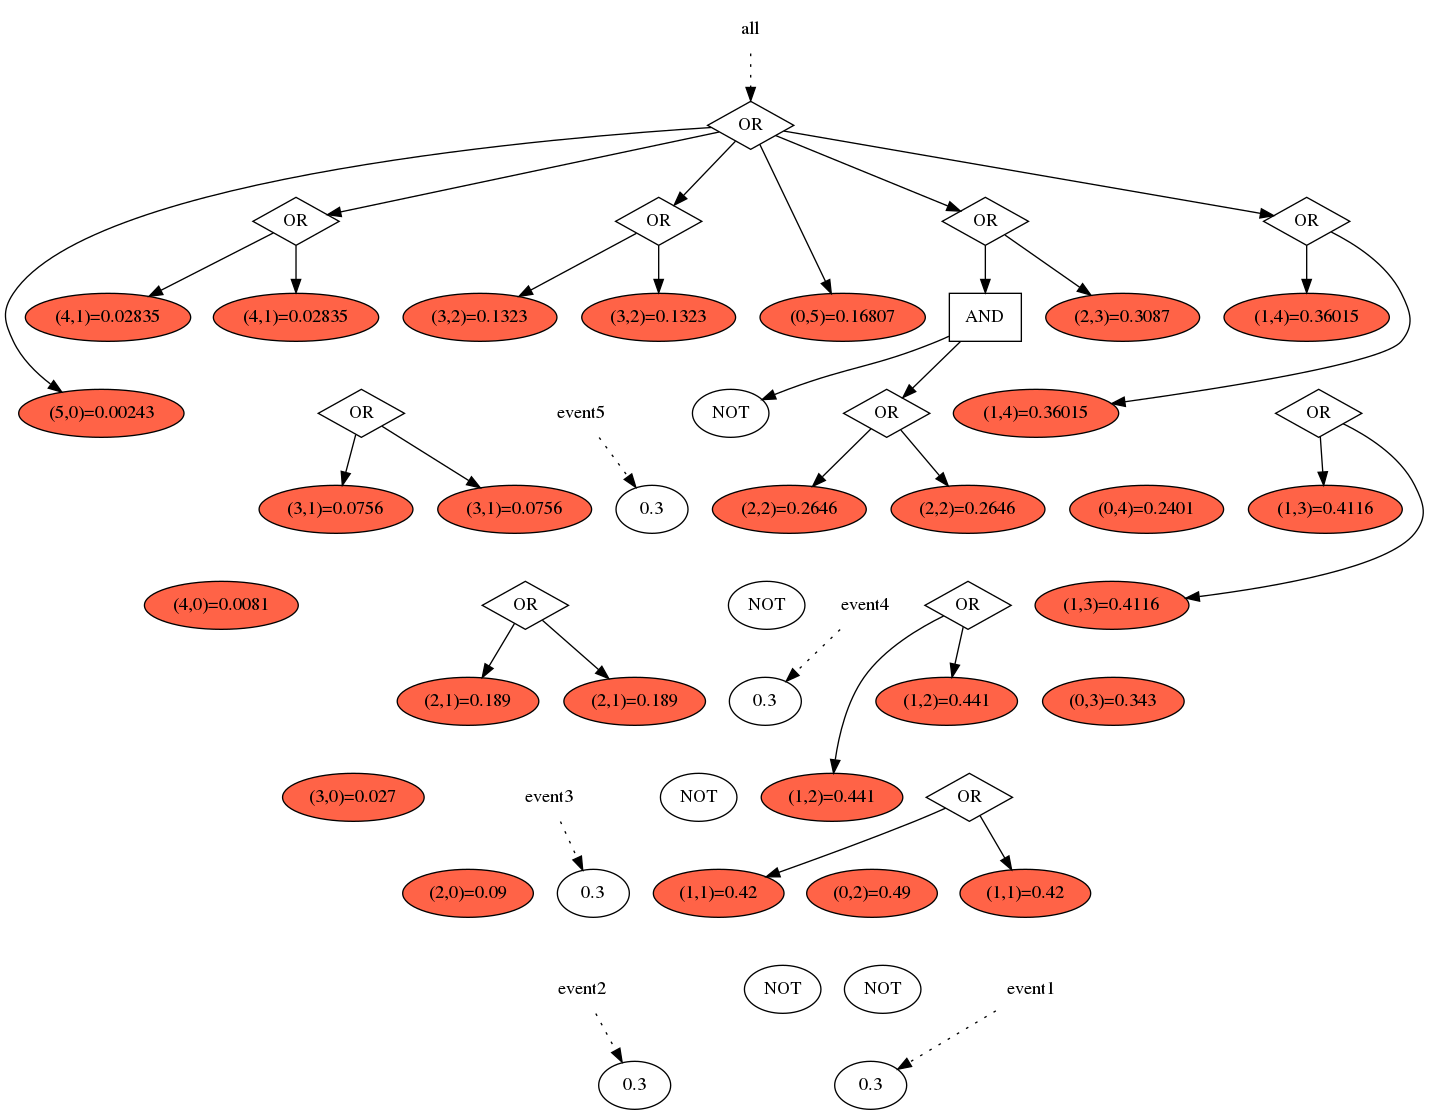 all
OR
OR
OR
OR
OR
(4,1)=0.02835
(4,1)=0.02835
(3,2)=0.1323
(3,2)=0.1323
(0,5)=0.16807
AND
(2,3)=0.3087
(1,4)=0.36015
(5,0)=0.00243
OR
event5
NOT
OR
(1,4)=0.36015
OR
(3,1)=0.0756
(3,1)=0.0756
0.3
(2,2)=0.2646
(2,2)=0.2646
(0,4)=0.2401
(1,3)=0.4116
(4,0)=0.0081
OR
NOT
event4
OR
(1,3)=0.4116
(2,1)=0.189
(2,1)=0.189
0.3
(1,2)=0.441
(0,3)=0.343
(3,0)=0.027
event3
NOT
(1,2)=0.441
OR
(2,0)=0.09
0.3
(1,1)=0.42
(0,2)=0.49
(1,1)=0.42
event2
NOT
NOT
event1
0.3
0.3